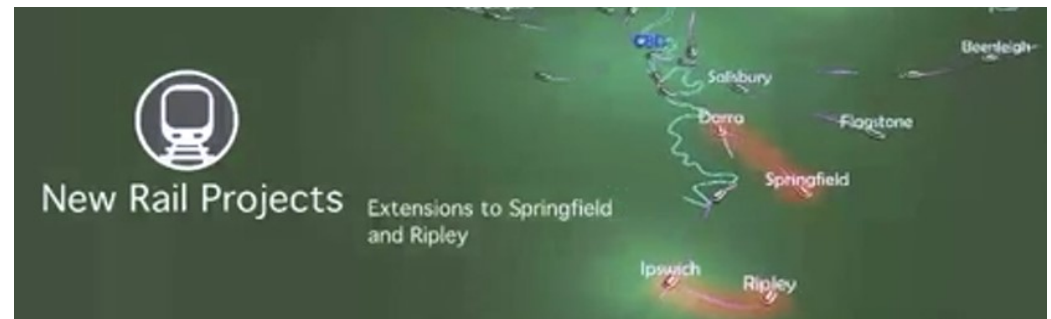 New Rail Projects
Extensions to Springfield
and Ripley
CBD
Beenleigh
Salisbury
Darra
Flagstone
Springfield
Ipswich
Ripley